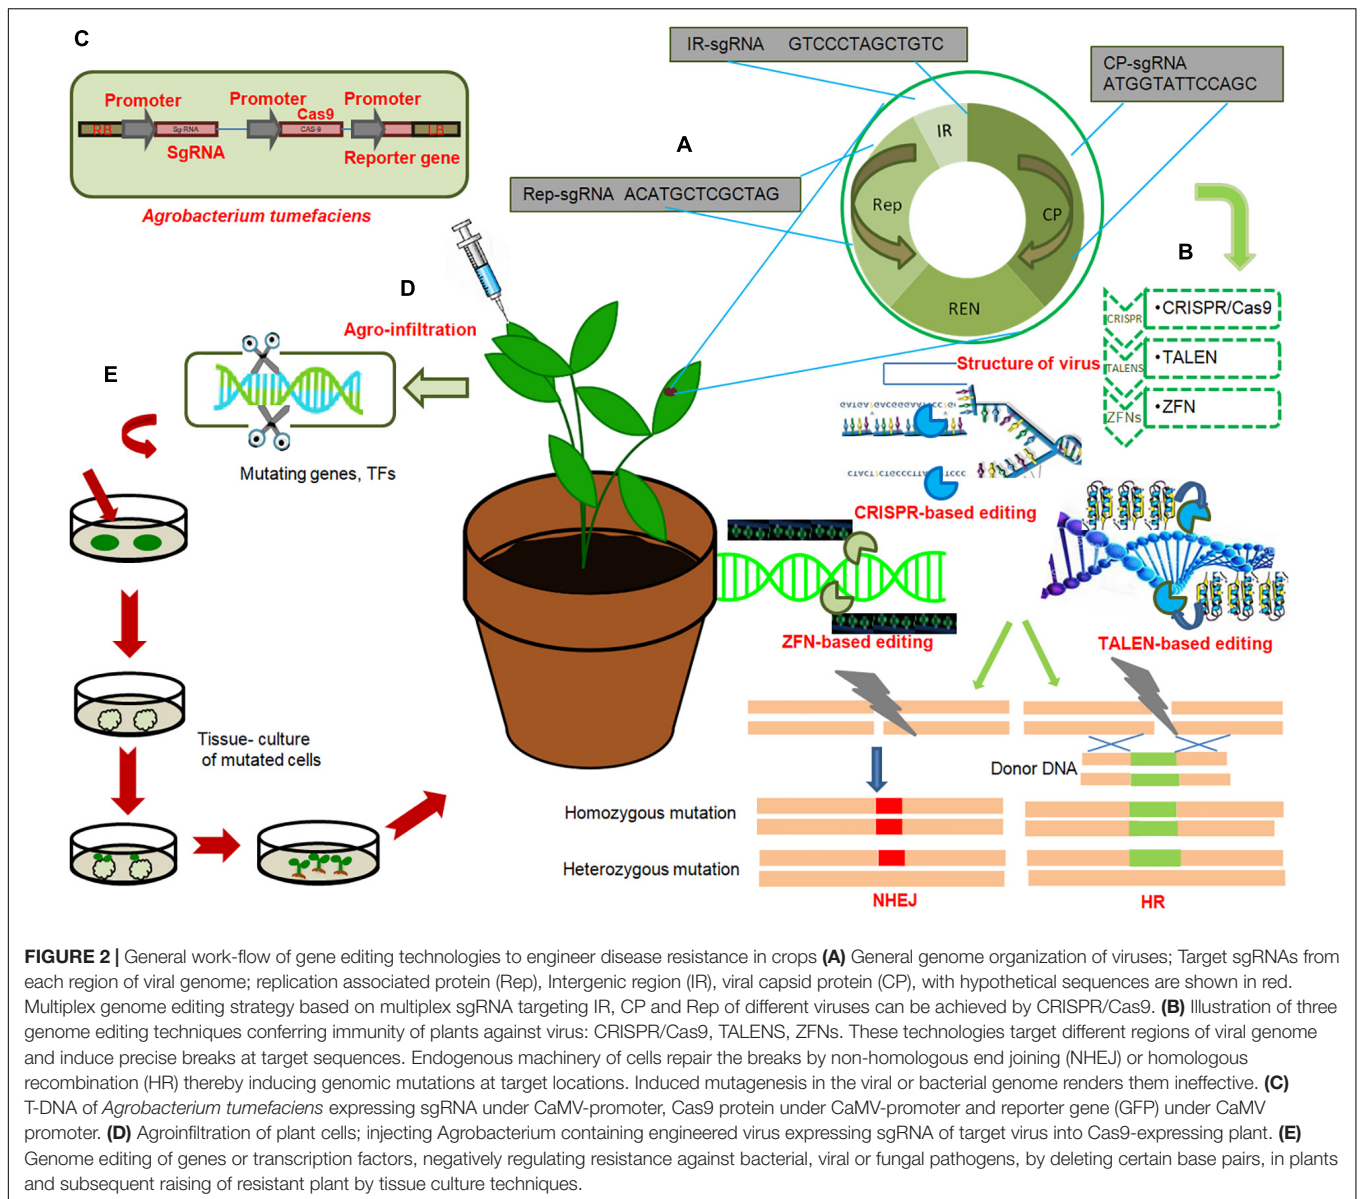 C
Promoter
Promoter
Promoter
Cas9
RB
Sg-RNA
CAS-9
LB
SgRNA
Reporter gene
Agrobacterium tumefaciens
IR-sgRNA GTCCCTAGCTGTC
CP-sgRNA
ATGGTATTCCAGC
A
Rep-sgRNA ACATGCTCGCTAG
IR
Rep
CP
REN
Structure of virus
B
CRISPR
•CRISPR/Cas9
TALENS
•TALEN
ZFNs
•ZFN
D
Agro-infiltration
E
Mutating genes, TFs
CRISPR-based editing
ZFN-based editing
TALEN-based editing
Tissue- culture
of mutated cells
Donor DNA
Homozygous mutation
Heterozygous mutation
NHEJ
HR
FIGURE 2 | General work-flow of gene editing technologies to engineer disease resistance in crops (A) General genome organization of viruses; Target sgRNAs from
each region of viral genome; replication associated protein (Rep), Intergenic region (IR), viral capsid protein (CP), with hypothetical sequences are shown in red.
Multiplex genome editing strategy based on multiplex sgRNA targeting IR, CP and Rep of different viruses can be achieved by CRISPR/Cas9. (B) Illustration of three
genome editing techniques conferring immunity of plants against virus: CRISPR/Cas9, TALENS, ZFNs. These technologies target different regions of viral genome
and induce precise breaks at target sequences. Endogenous machinery of cells repair the breaks by non-homologous end joining (NHEJ) or homologous
recombination (HR) thereby inducing genomic mutations at target locations. Induced mutagenesis in the viral or bacterial genome renders them ineffective. (C)
T-DNA of Agrobacterium tumefaciens expressing sgRNA under CaMV-promoter, Cas9 protein under CaMV-promoter and reporter gene (GFP) under CaMV
promoter. (D) Agroinfiltration of plant cells; injecting Agrobacterium containing engineered virus expressing sgRNA of target virus into Cas9-expressing plant. (E)
Genome editing of genes or transcription factors, negatively regulating resistance against bacterial, viral or fungal pathogens, by deleting certain base pairs, in plants
and subsequent raising of resistant plant by tissue culture techniques.